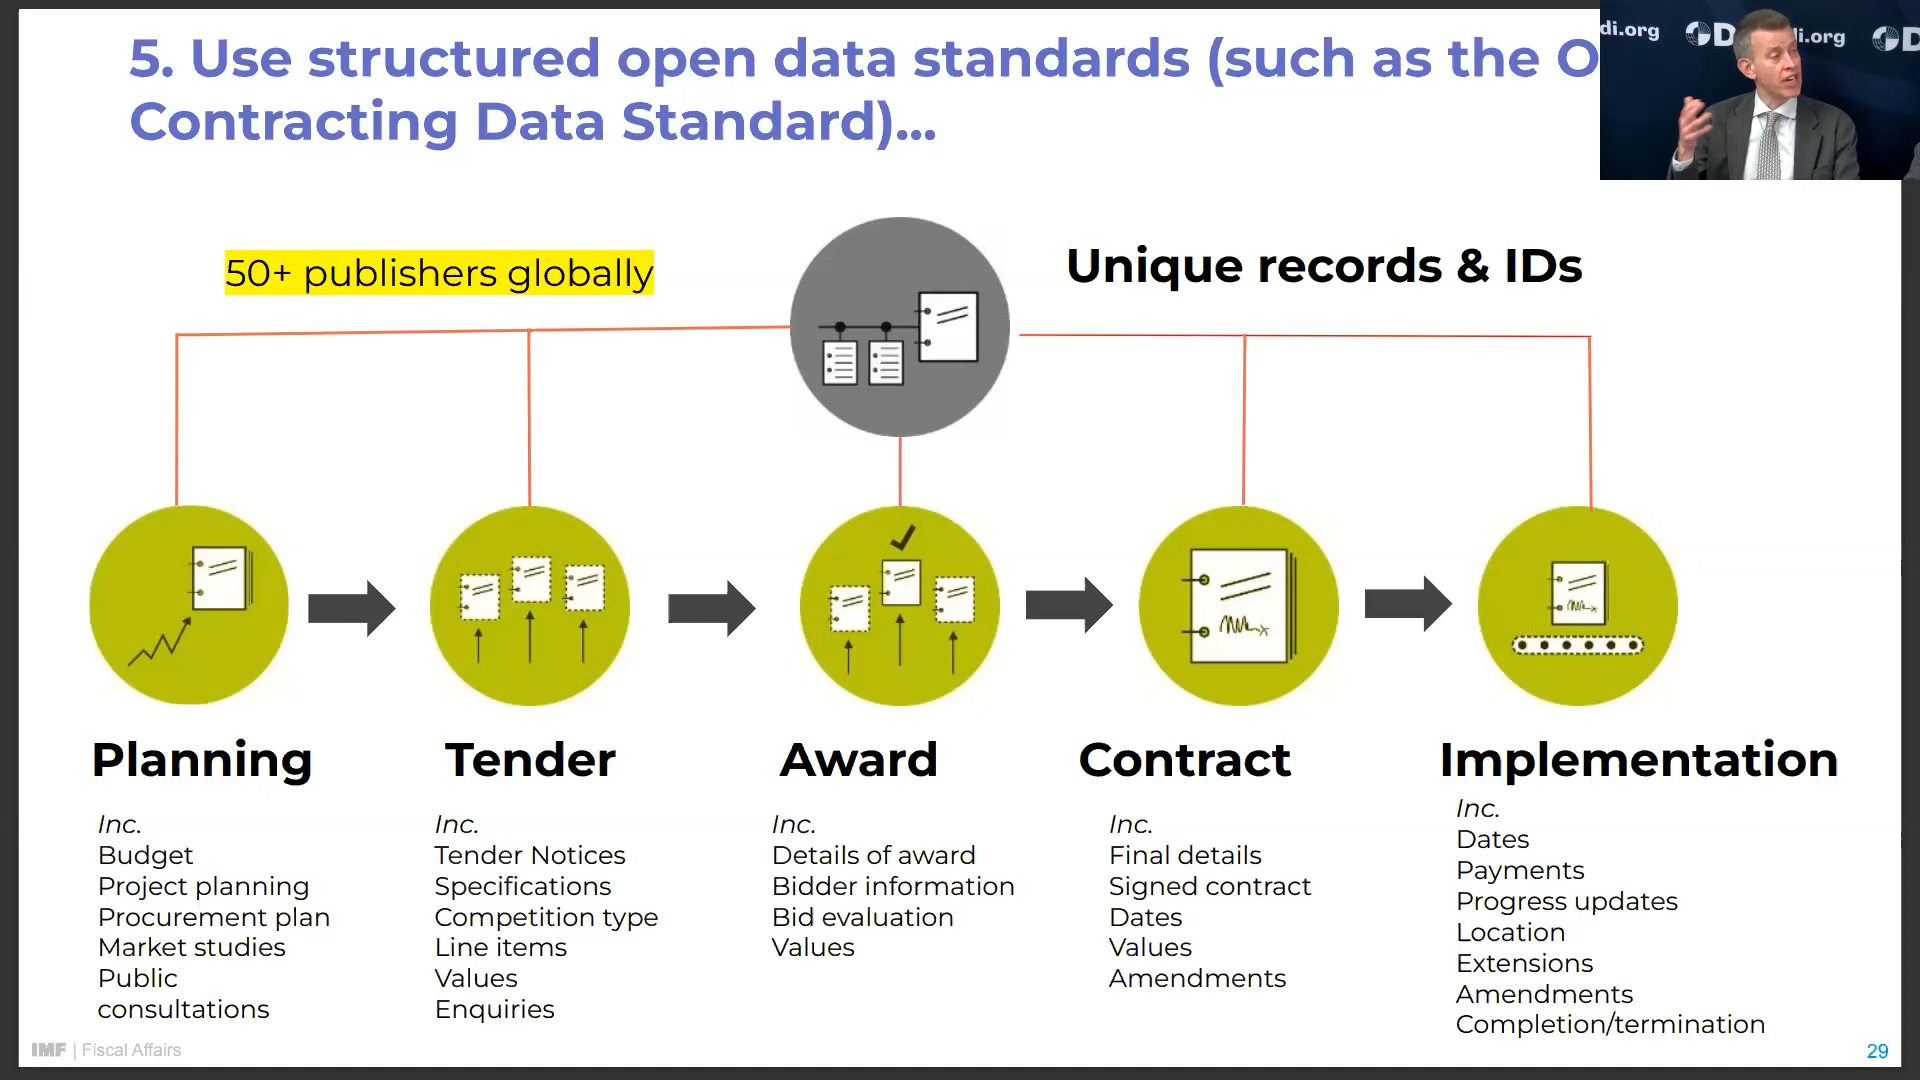 5. Use structured open data standards (such as the O
Contracting Data Standard)...
di.org
di.org
50+ publishers globally
Unique records & IDs
Planning
Inc.
Budget
Project planning
Procurement plan
Market studies
Public
consultations
Tender
Inc.
Tender Notices
Specifications
Competition type
Line items
Values
Enquiries
Award
Inc.
Details of award
Bidder information
Bid evaluation
Values
Contract
Inc.
Final details
Signed contract
Dates
Values
Amendments
Implementation
Inc.
Dates
Payments
Progress updates
Location
Extensions
Amendments
Completion/termination
IMF | Fiscal Affairs
29